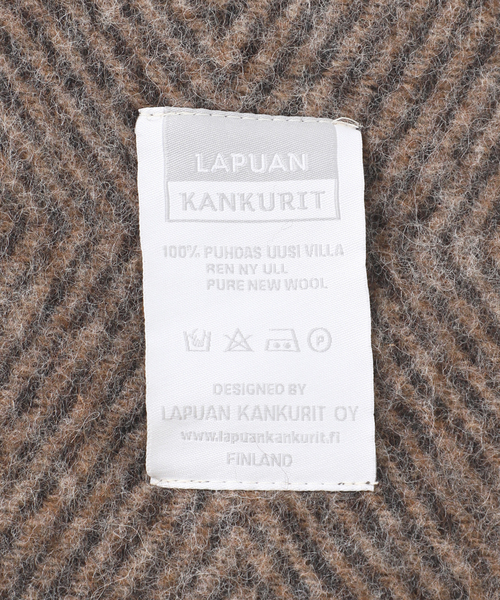 LAPUAN
KANKURIT
100% PUHDAS UUSI VILLA
REN NY ULL
PURE NEW WOOL
P
DESIGNED BY
LAPUAN KANKURIT OY
www.lapuankankurit.fi
FINLAND